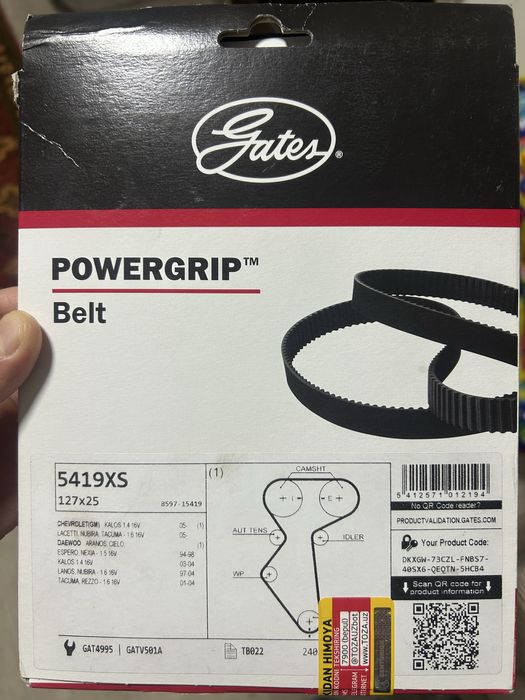 Gates®
POWERGRIP™
Belt
5419XS
127x25
8597-15419
CHEVROLET(GM) KALOS 1.4 16V 05- (1)
LACETTI, NUBIRA, TACUMA - 1.6 16V 05-
DAEWOO ARANOS, CIELO, (1)
ESPERO, NEXIA - 1.5 16V 94-98
KALOS 1.4 16V 03-04
LANOS, NUBIRA - 1.6 16V 97-04
TACUMA, REZZO - 1.6 16V 01-04
(1)
CAMSHT
I
E
AUT TENS
IDLER
WP
5 412571 012194
No QR Code reader?
PRODUCTVALIDATION.GATES.COM
Your Product Code:
DKXGW-73CZL-FNBS7-
40SX6-QEQTN-5HCB4
Scan QR code for
product information
GAT4995 | GATV501A
TB022
240
KIDAN HIMOYA
7900 (bepul)
@TOZAUZbot
www.TOZA.uz